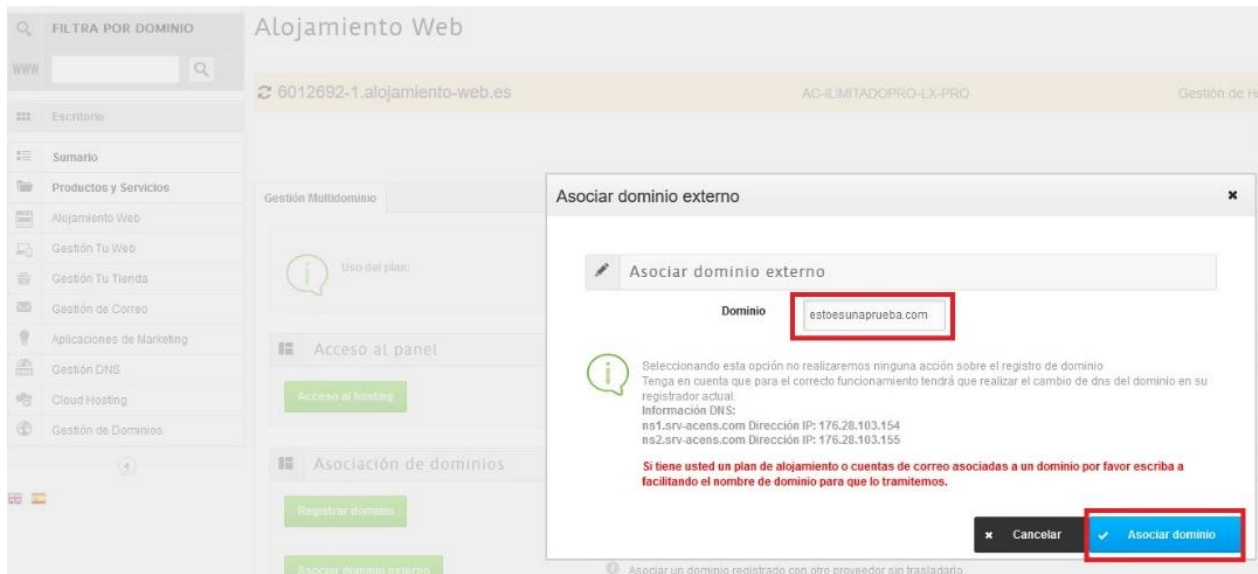 FILTRA POR DOMINIO
WWW
Escritorio
Sumario
Productos y Servicios
Alojamiento Web
Gestión Tu Web
Gestión Tu Tienda
Gestión de Correo
Aplicaciones de Marketing
Gestión DNS
Cloud Hosting
Gestión de Dominios
Alojamiento Web
6012692-1.alojamiento-web.es
AC-ILIMITADOPRO-LX-PRO
Gestión de
Gestión Multidominio
Uso del plan:
Acceso al panel
Acceso al hosting
Asociación de dominios
Registrar dominio
Asociar dominio externo
Asociar un dominio registrado con otro proveedor sin trasladarlo
Asociar dominio externo
Asociar dominio externo
Dominio
estoesunaprueba.com
Seleccionando esta opción no realizaremos ninguna acción sobre el registro de dominio
Tenga en cuenta que para el correcto funcionamiento tendrá que realizar el cambio de dns del dominio en su
registrador actual.
Información DNS:
ns1.srv-acens.com Dirección IP: 176.28.103.154
ns2.srv-acens.com Dirección IP: 176.28.103.155
Si tiene usted un plan de alojamiento o cuentas de correo asociadas a un dominio por favor escriba a
facilitando el nombre de dominio para que lo tramitemos.
Cancelar
Asociar dominio